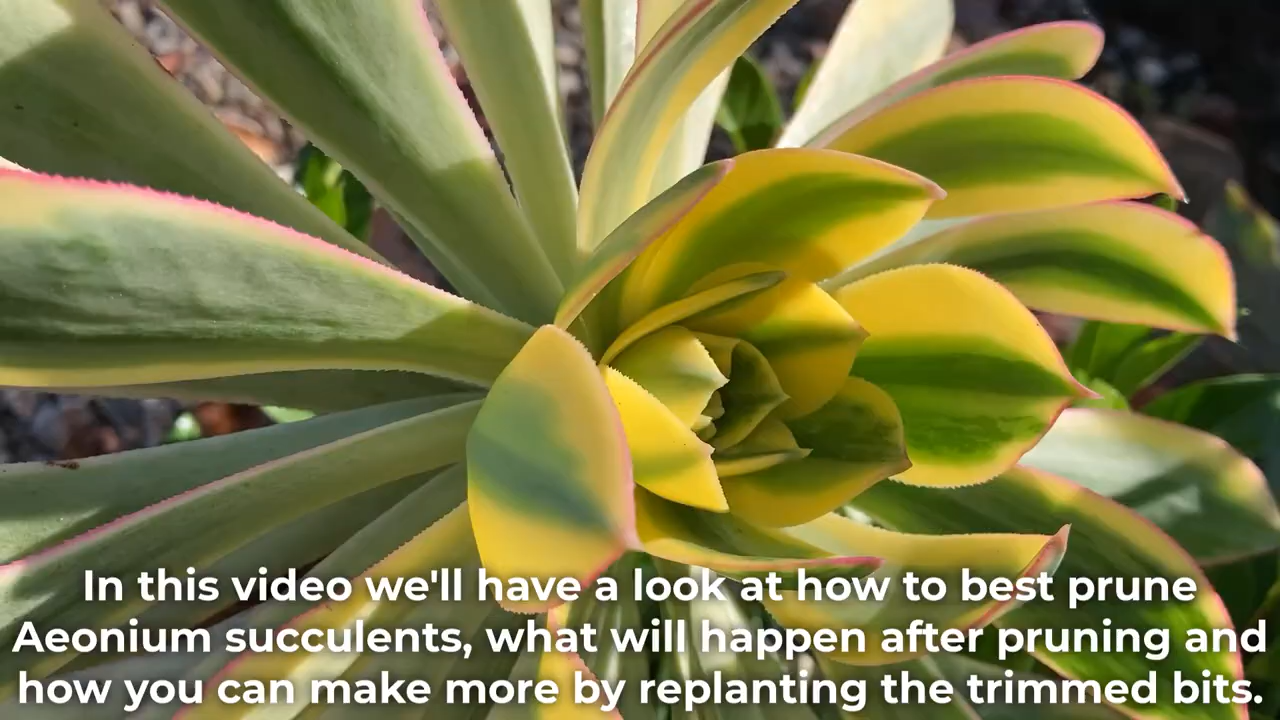 In this video we'll have a look at how to best prune
Aeonium succulents, what will happen after pruning and
how you can make more by replanting the trimmed bits.